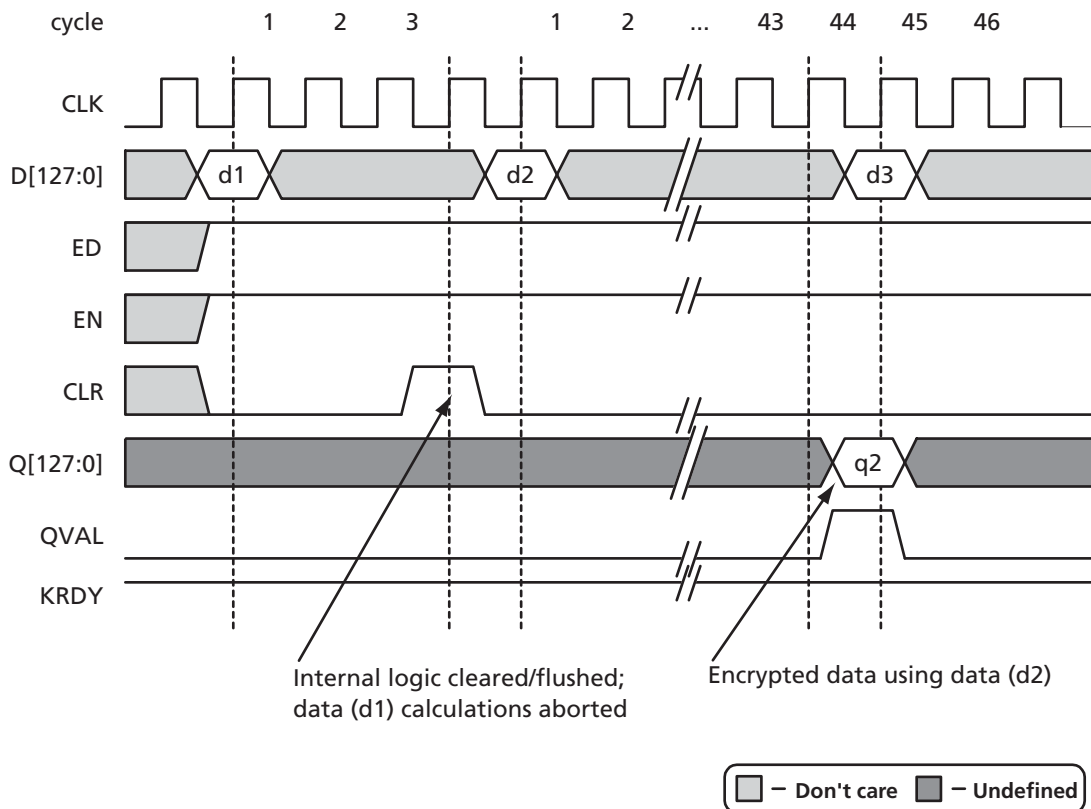 cycle 1 2 3 1 2 ... 43 44 45 46
CLK
D[127:0] d1 d2 d3
ED
EN
CLR
Q[127:0] q2
QVAL
KRDY
Internal logic cleared/flushed;
data (d1) calculations aborted
Encrypted data using data (d2)
– Don't care – Undefined